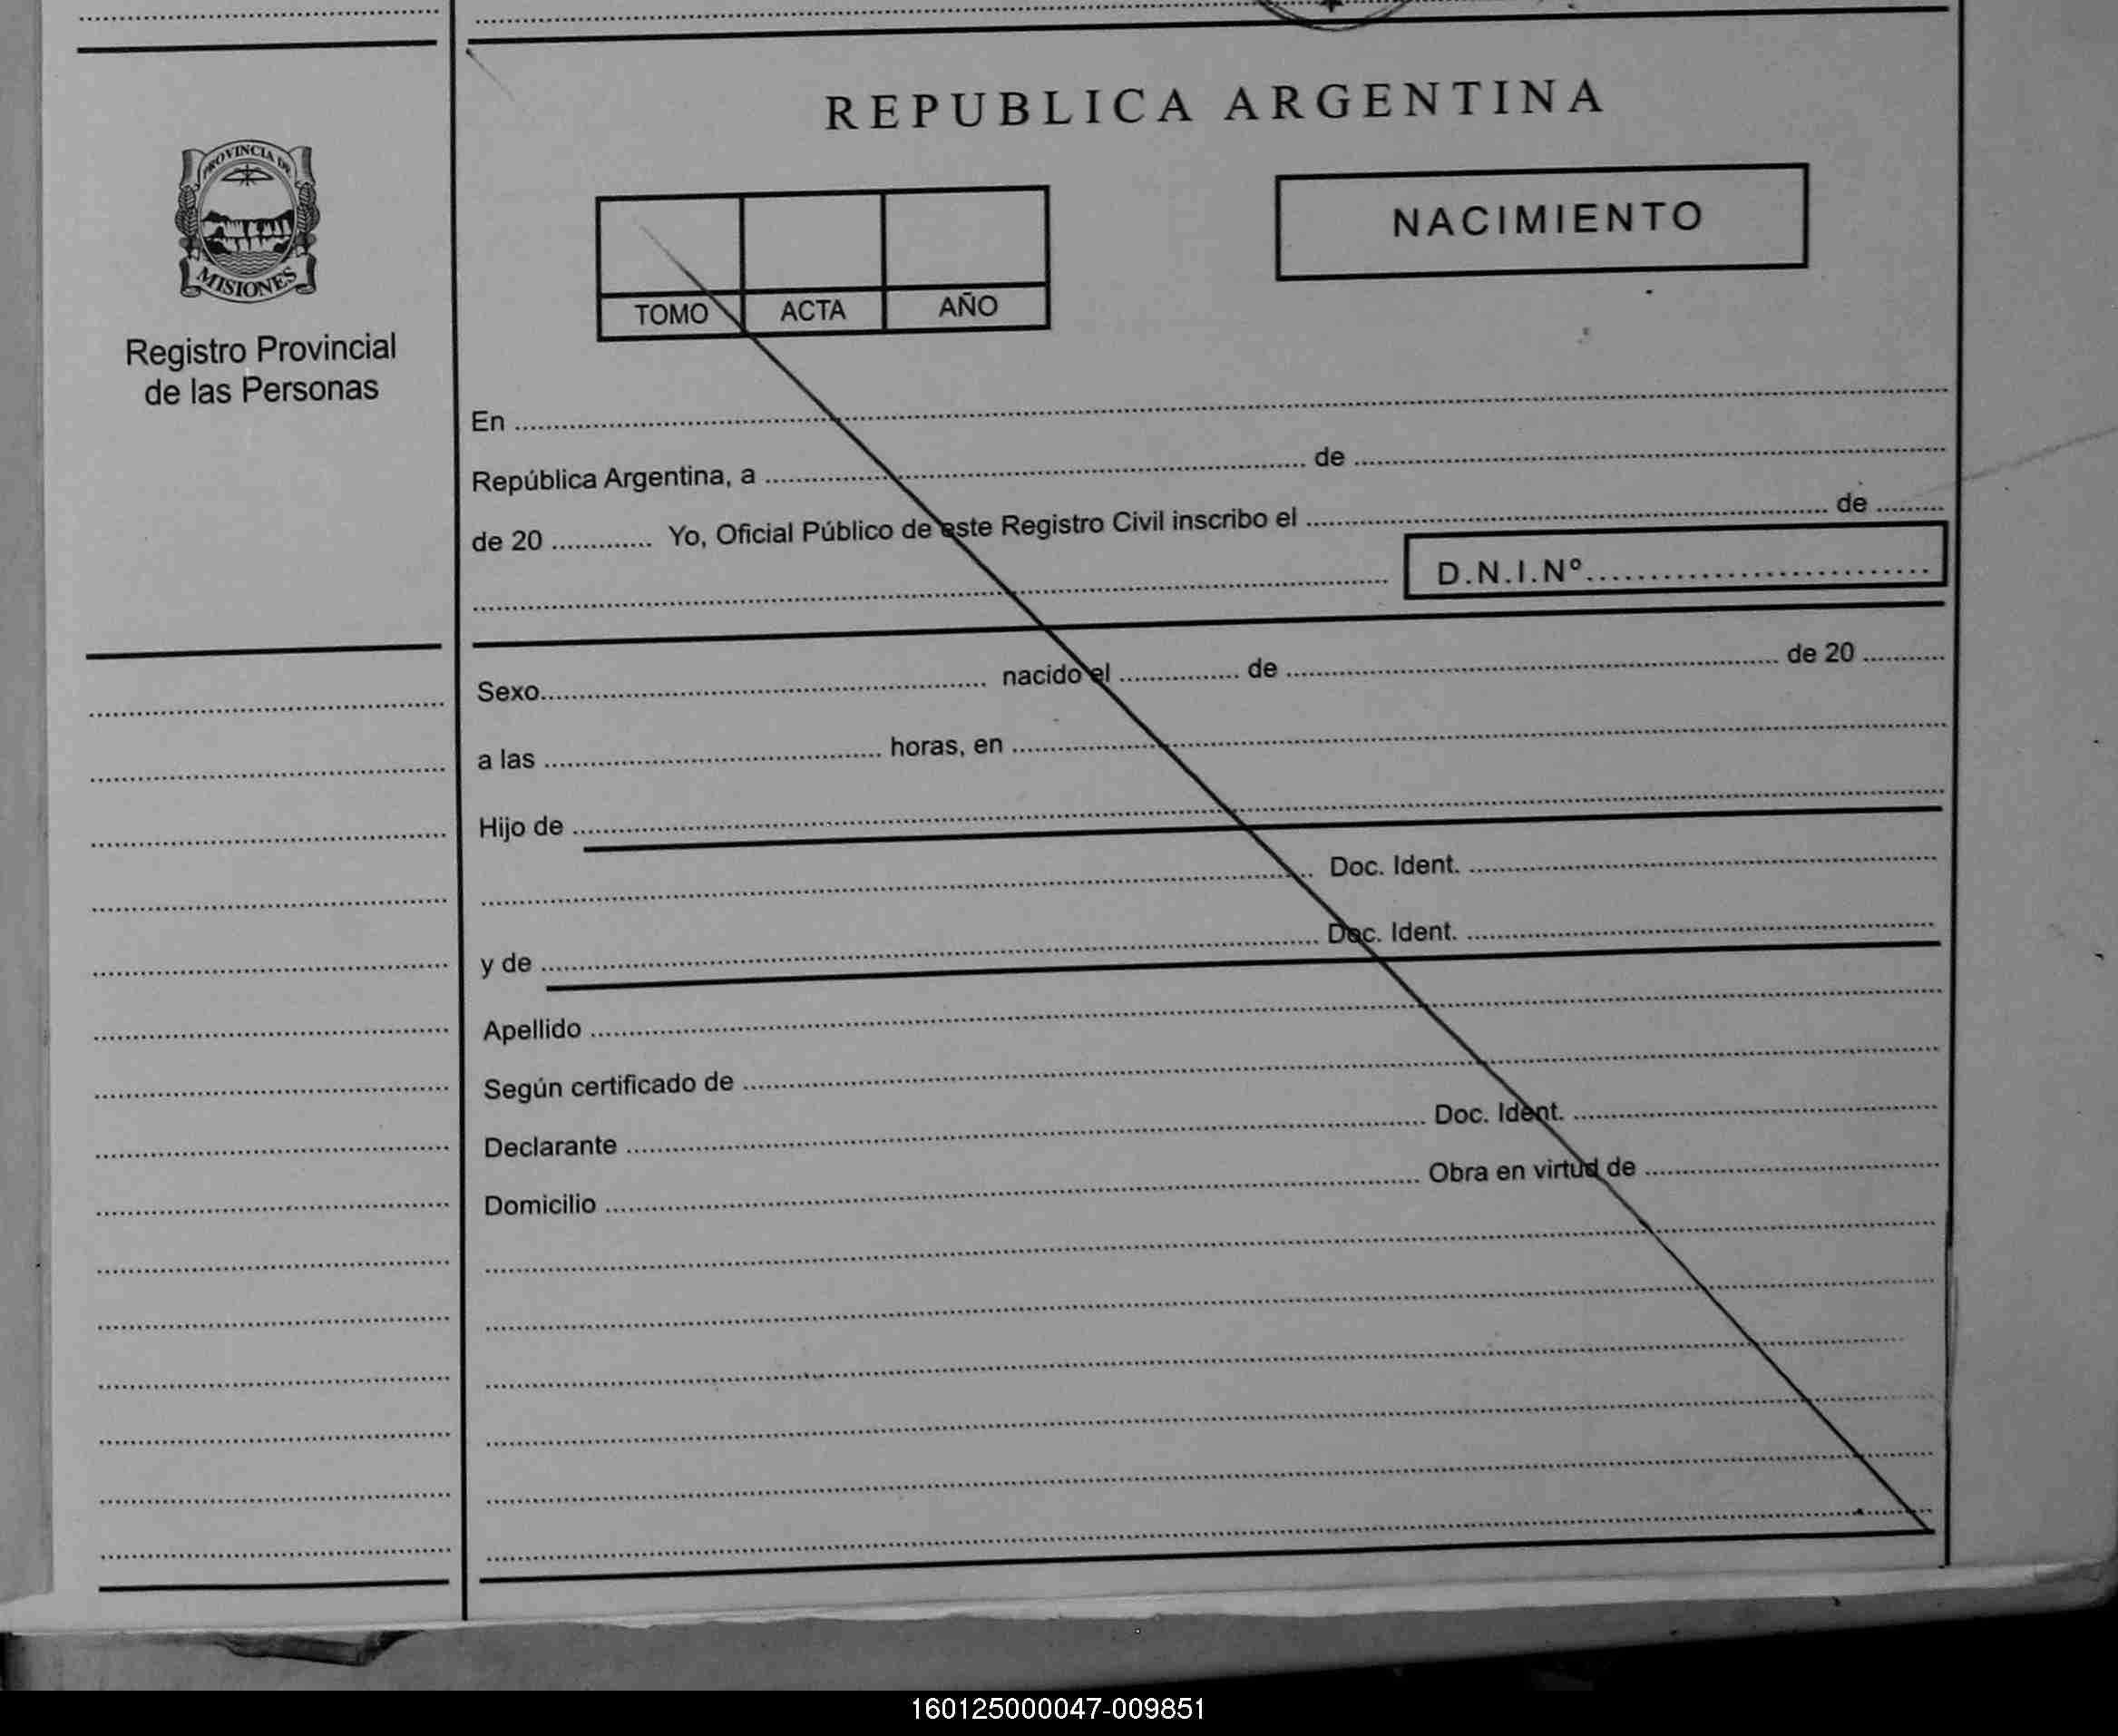 REPUBLICA ARGENTINA
PROVINCIA DE
MISIONES
Registro Provincial
de las Personas
TOMO ACTA AÑO
NACIMIENTO
En ..........
República Argentina, a .......... de ..........
de 20 .......... Yo, Oficial Público de este Registro Civil inscribo el .......... de ..........
.......... D.N.I.Nº..........
Sexo.......... nacido el .......... de .......... de 20 ..........
a las .......... horas, en ..........
Hijo de ..........
.......... Doc. Ident. ..........
y de .......... Doc. Ident. ..........
Apellido ..........
Según certificado de ..........
Declarante .......... Doc. Ident. ..........
Domicilio .......... Obra en virtud de ..........
160125000047-009851